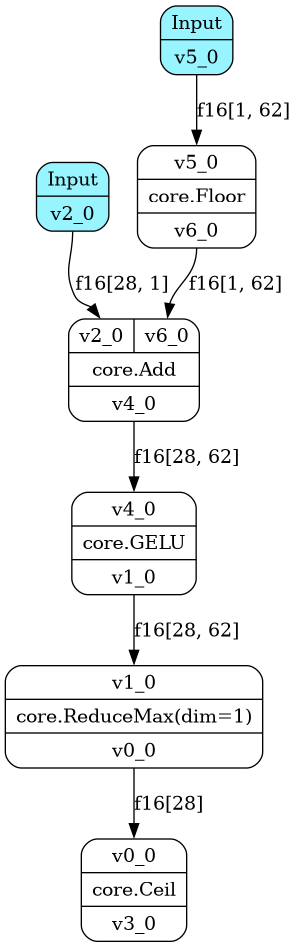 Input
v5_0
f16[1, 62]
v5_0
core.Floor
v6_0
Input
v2_0
f16[28, 1]
f16[1, 62]
v2_0 v6_0
core.Add
v4_0
f16[28, 62]
v4_0
core.GELU
v1_0
f16[28, 62]
v1_0
core.ReduceMax(dim=1)
v0_0
f16[28]
v0_0
core.Ceil
v3_0